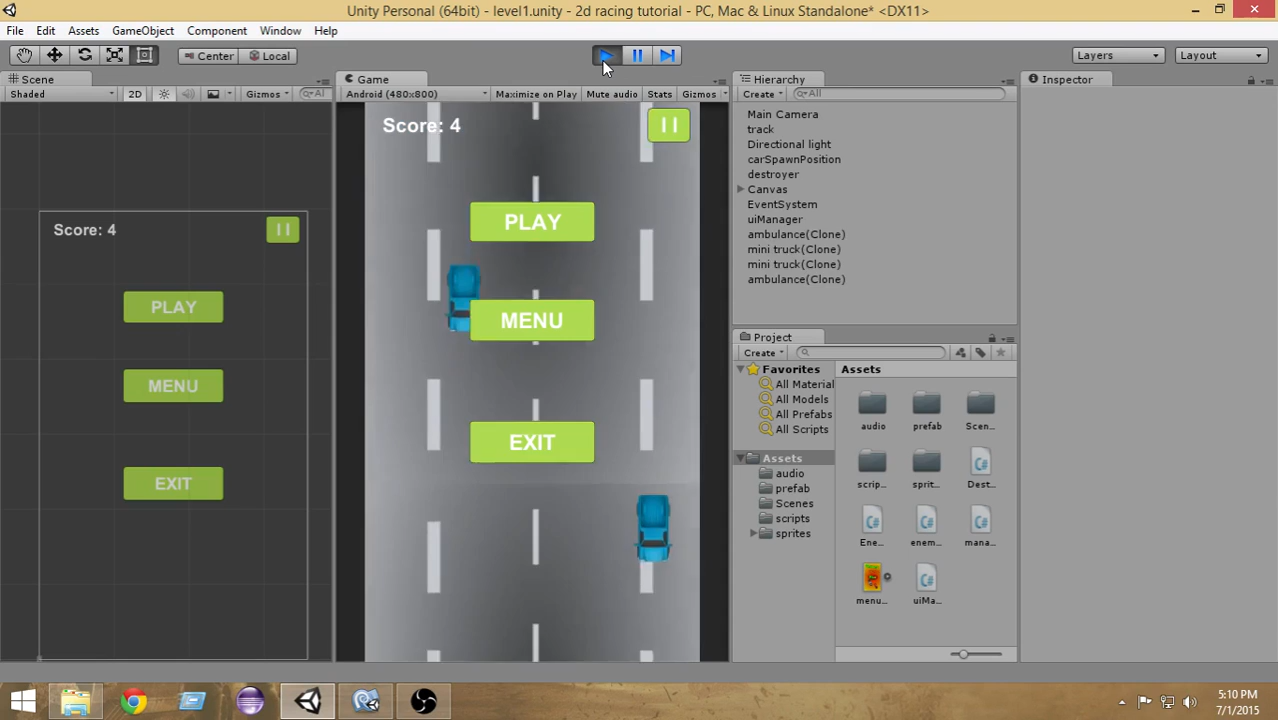 Unity Personal (64bit) - level1.unity - 2d racing tutorial - PC, Mac & Linux Standalone* <DX11>
File Edit Assets GameObject Component Window Help
Center Local Layers Layout
Scene
Shaded 2D Gizmos All
Score: 4
PLAY
MENU
EXIT
Game
Android (480x800) Maximize on Play Mute audio Stats Gizmos
Score: 4
PLAY
MENU
EXIT
Hierarchy
Create All
Main Camera
track
Directional light
carSpawnPosition
destroyer
Canvas
EventSystem
uiManager
ambulance(Clone)
mini truck(Clone)
mini truck(Clone)
ambulance(Clone)
Project
Create
Favorites
All Material
All Models
All Prefabs
All Scripts
Assets
audio
prefab
Scenes
scripts
sprites
Assets
audio prefab Scen...
scrip... sprit... Dest...
Ene... enem... mana...
menu... uiMa...
Inspector
5:10 PM
7/1/2015